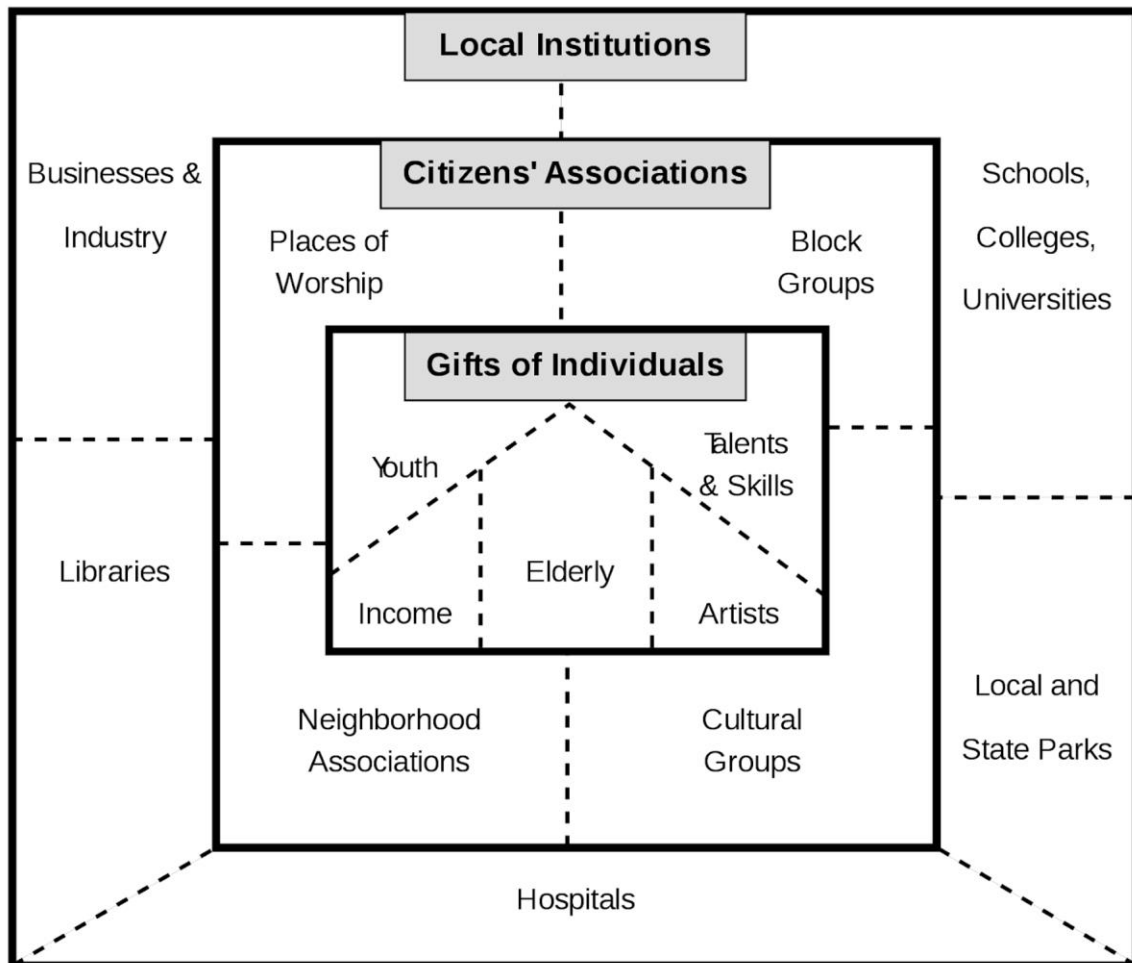 Local Institutions
Businesses &
Industry
Schools,
Colleges,
Universities
Citizens' Associations
Places of
Worship
Block
Groups
Gifts of Individuals
Youth
Talents
& Skills
Income
Elderly
Artists
Libraries
Neighborhood
Associations
Cultural
Groups
Local and
State Parks
Hospitals